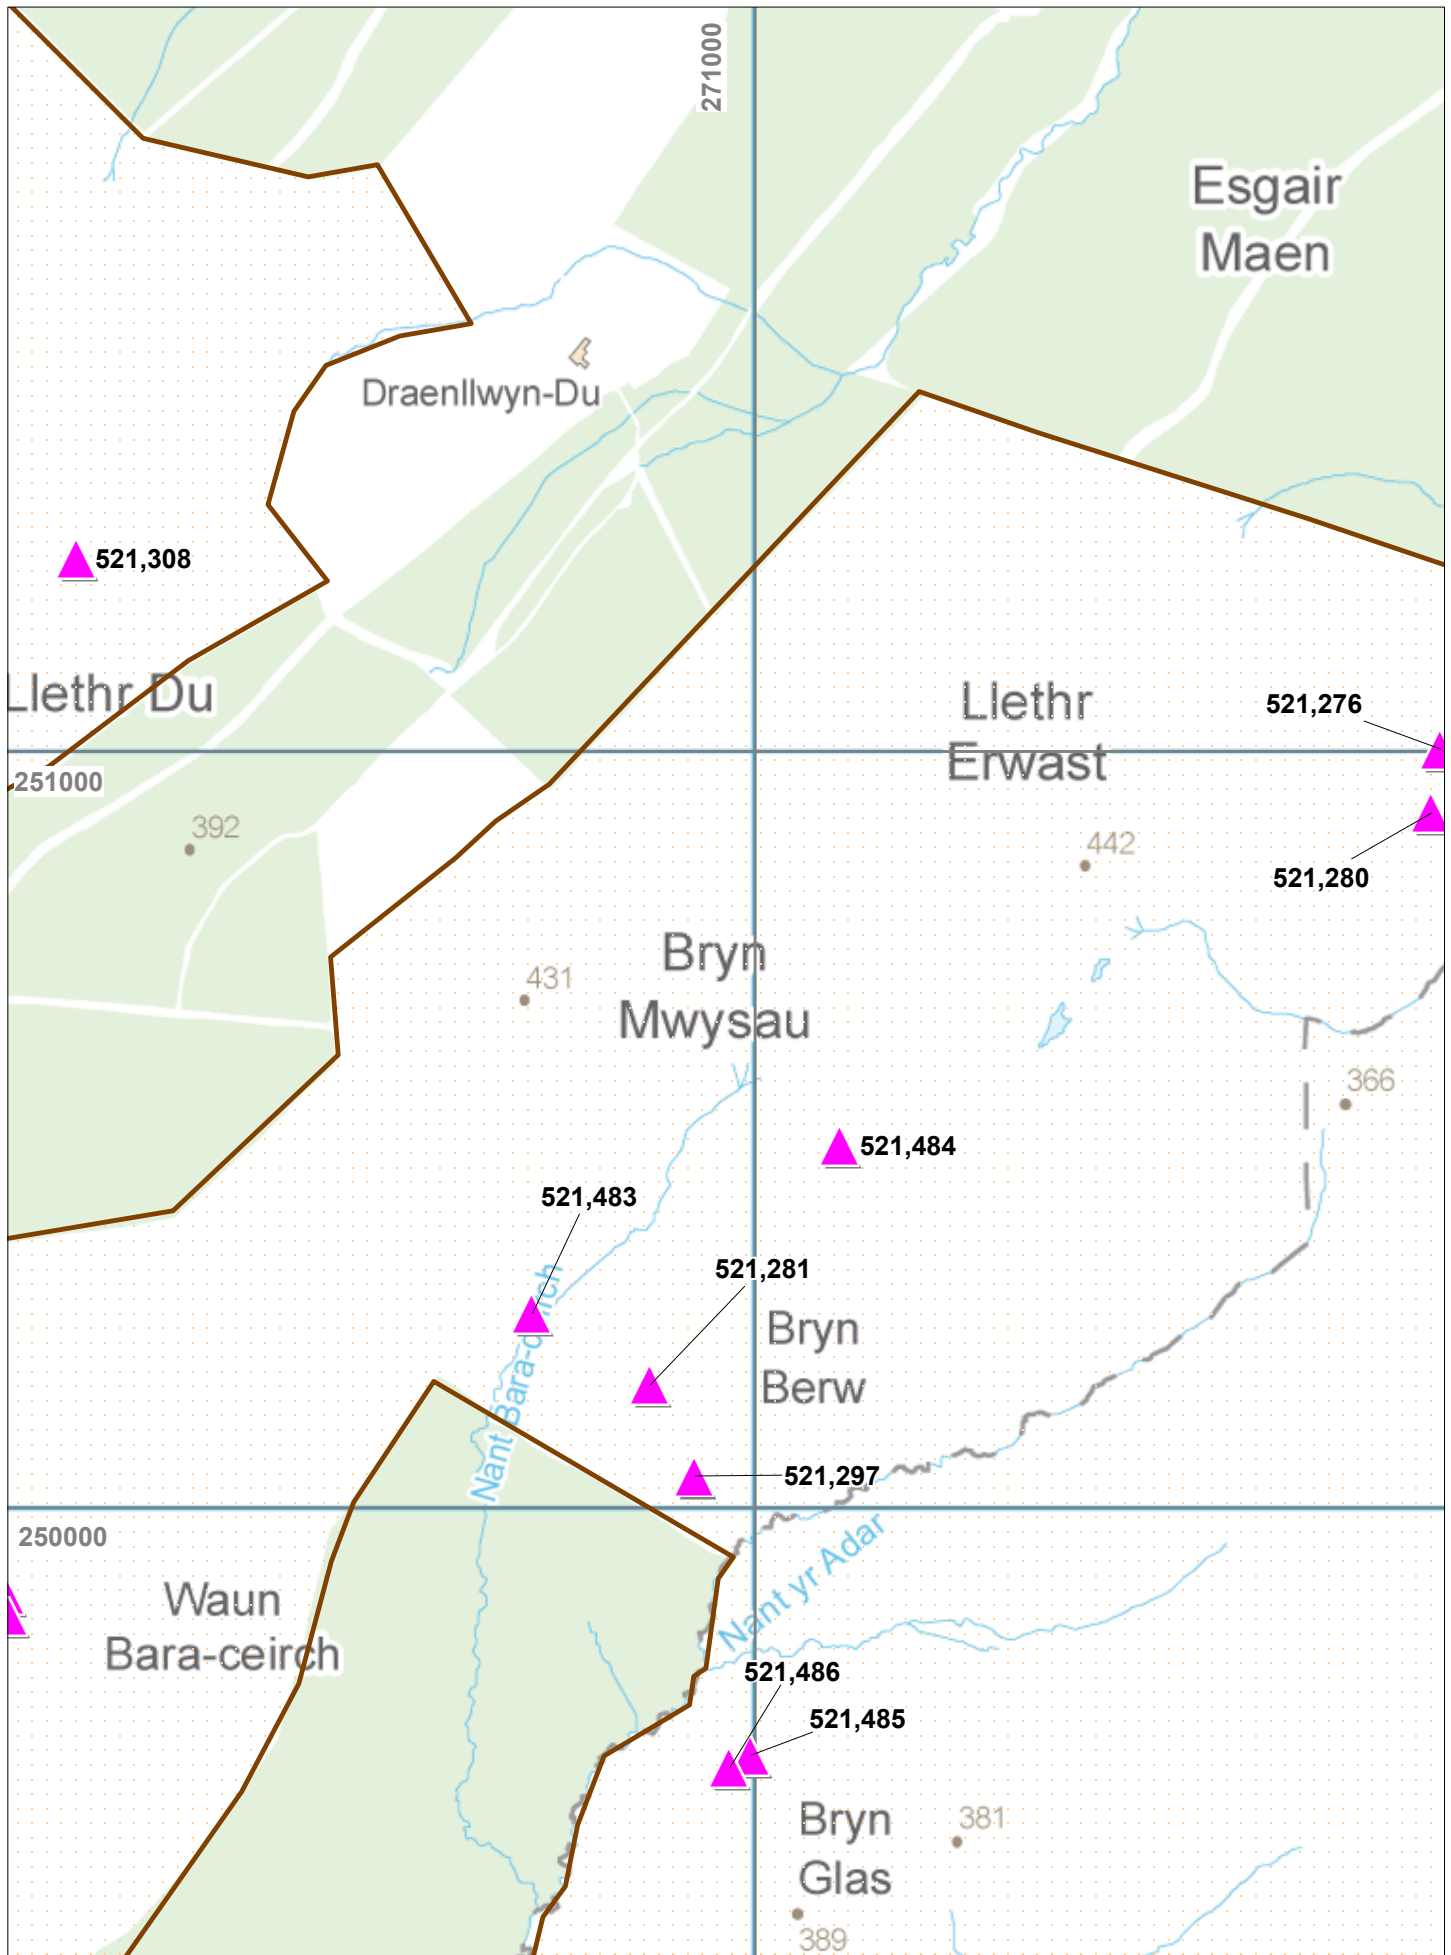 271000
Esgair
Maen
Draenllwyn-Du
521,308
Llethr Du
Llethr
Erwast
521,276
251000
392
442
521,280
Bryn
Mwysau
431
366
521,484
521,483
521,281
Nant Bara-ceirch
Bryn
Berw
521,297
250000
Nant yr Adar
Waun
Bara-ceirch
521,486
521,485
Bryn
Glas
381
389